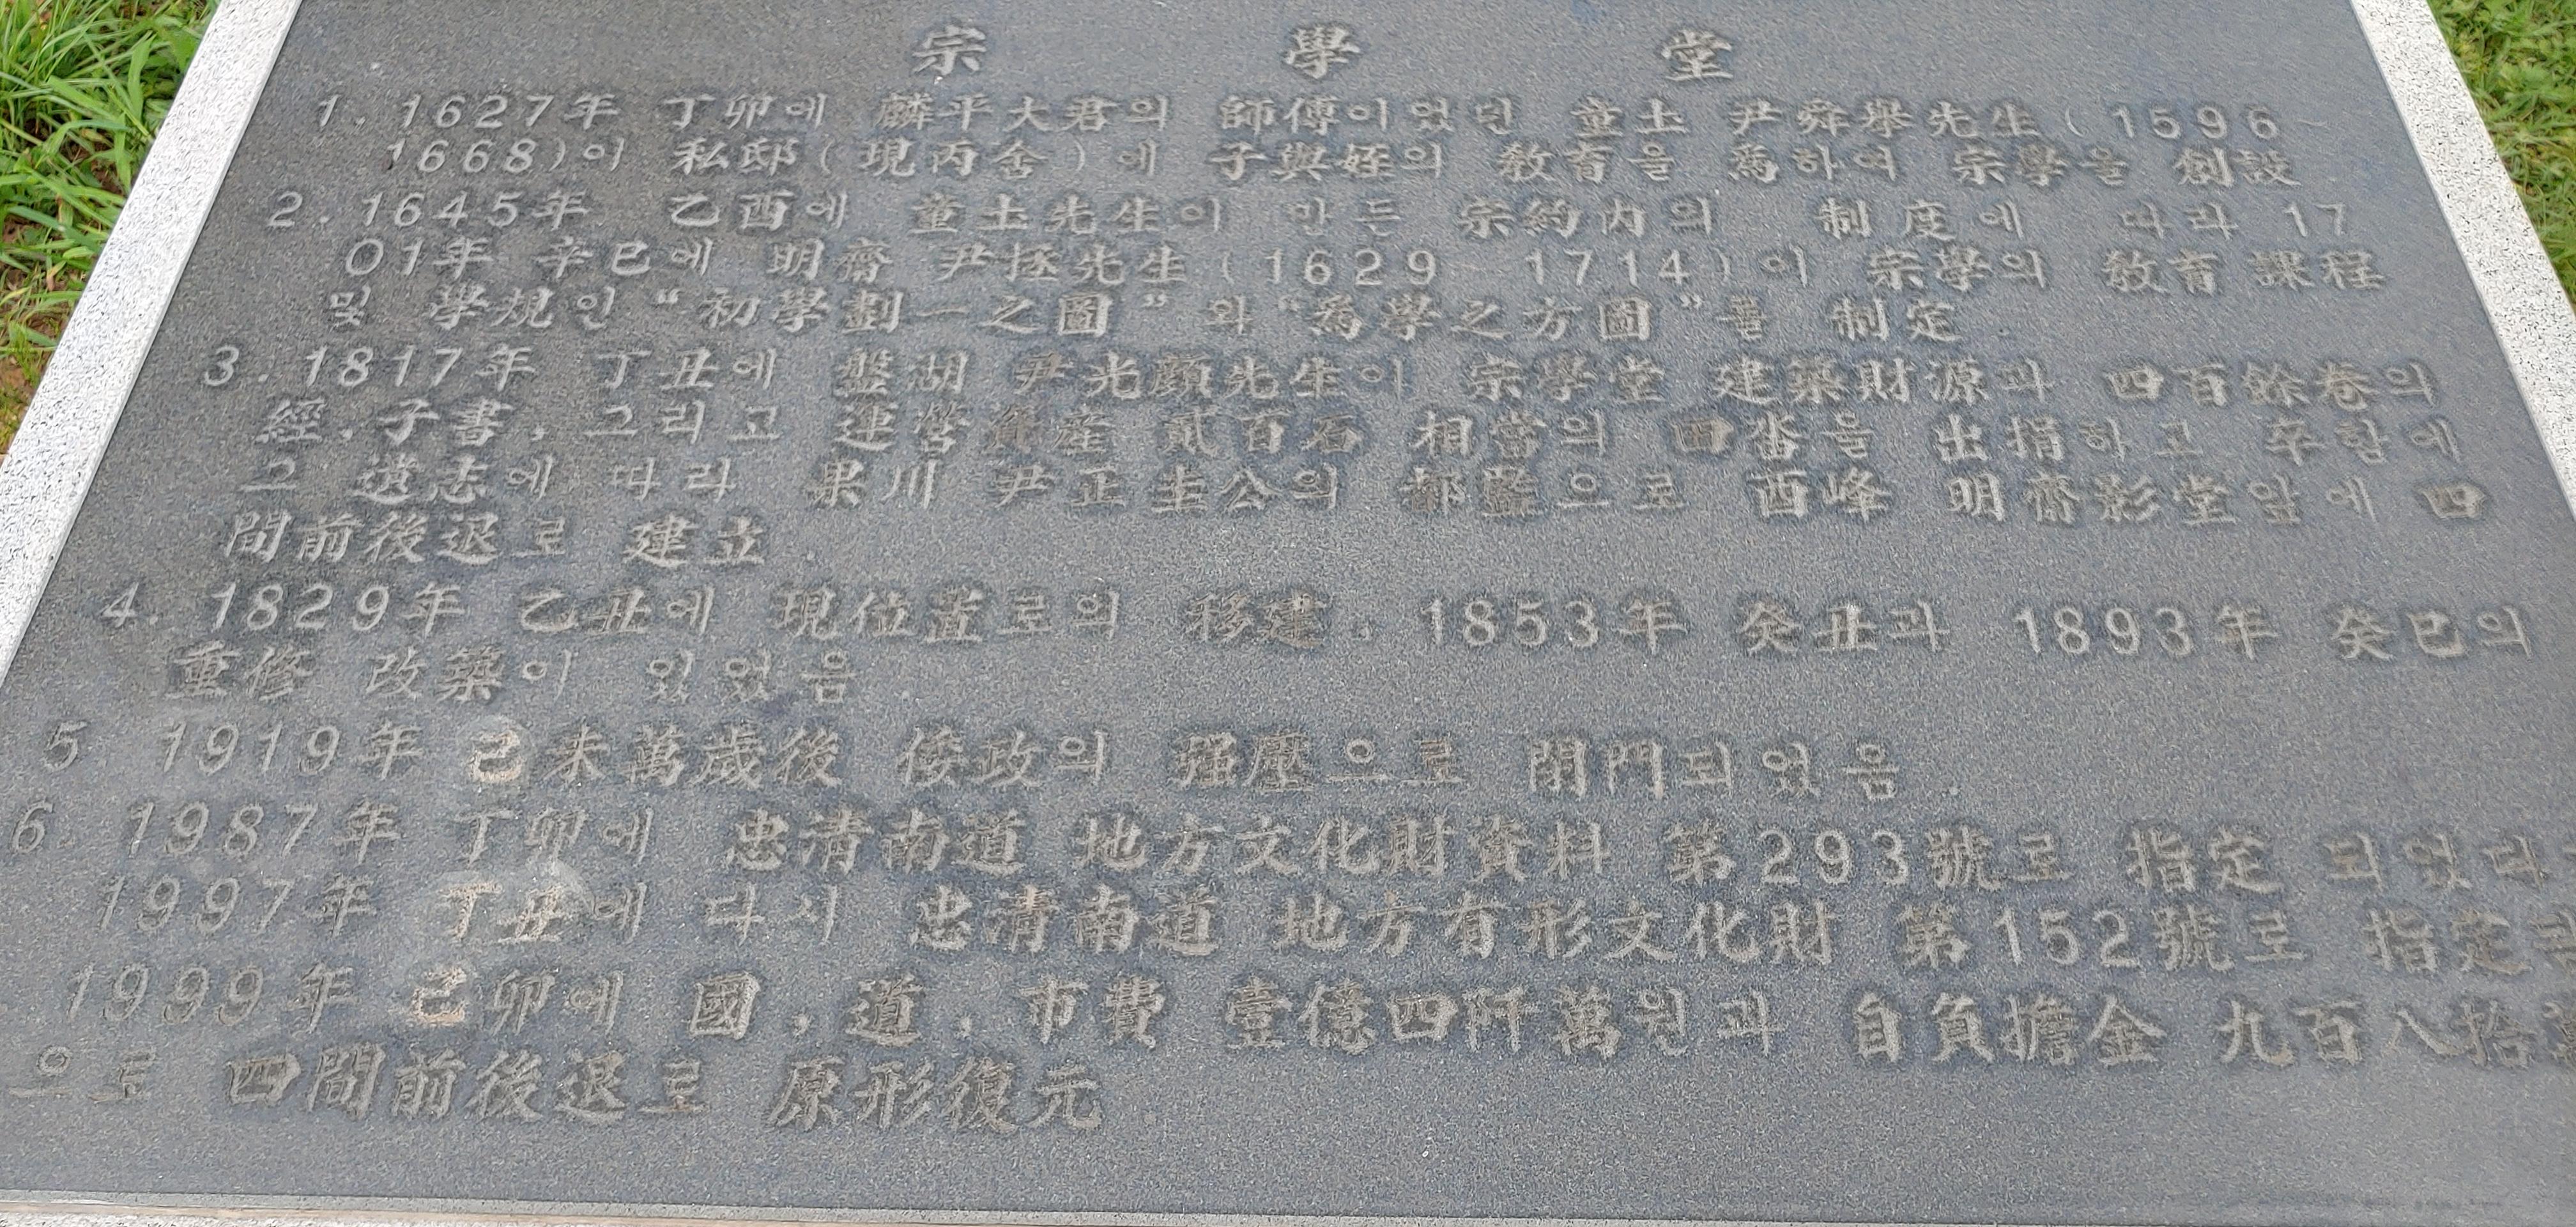 宗 學 堂
1. 1627年 丁卯에 麟平大君의 師傅이었던 童土 尹舜擧先生(1596~
1668)이 私邸(現丙舍)에 子與姪의 敎育을 爲하여 宗學을 創設
2. 1645年 乙酉에 童土先生이 만든 宗約內의 制度에 따라 17
01年 辛巳에 明齋 尹拯先生(1629~1714)이 宗學의 敎育 課程
및 學規인 “初學劃一之圖”와 “爲學之方圖”를 制定
3. 1817年 丁丑에 盤湖 尹光顔先生이 宗學堂 建築財源과 四百餘卷의
經.子書. 그리고 運營 産 貳百石 相當의 田畓을 出捐하고 卒함에
그 遺志에 따라 果川 尹正圭公의 都監으로 酉峰 明齋影堂앞에 四
間前後退로 建立
4. 1829年 乙丑에 現位置로의 移建. 1853年 癸丑과 1893年 癸巳의
重修 改築이 있었음
5 1919年 己未萬歲後 倭政의 强壓으로 閉門되었음.
6. 1987年 丁卯에 忠淸南道 地方文化財資料 第293號로 指定 되었다
1997年 丁丑에 다시 忠淸南道 地方有形文化財 第152號로 指定
1999年 己卯에 國, 道, 市費 壹億四阡萬원과 自負擔金 九百八拾
으로 四間前後退로 原形復元